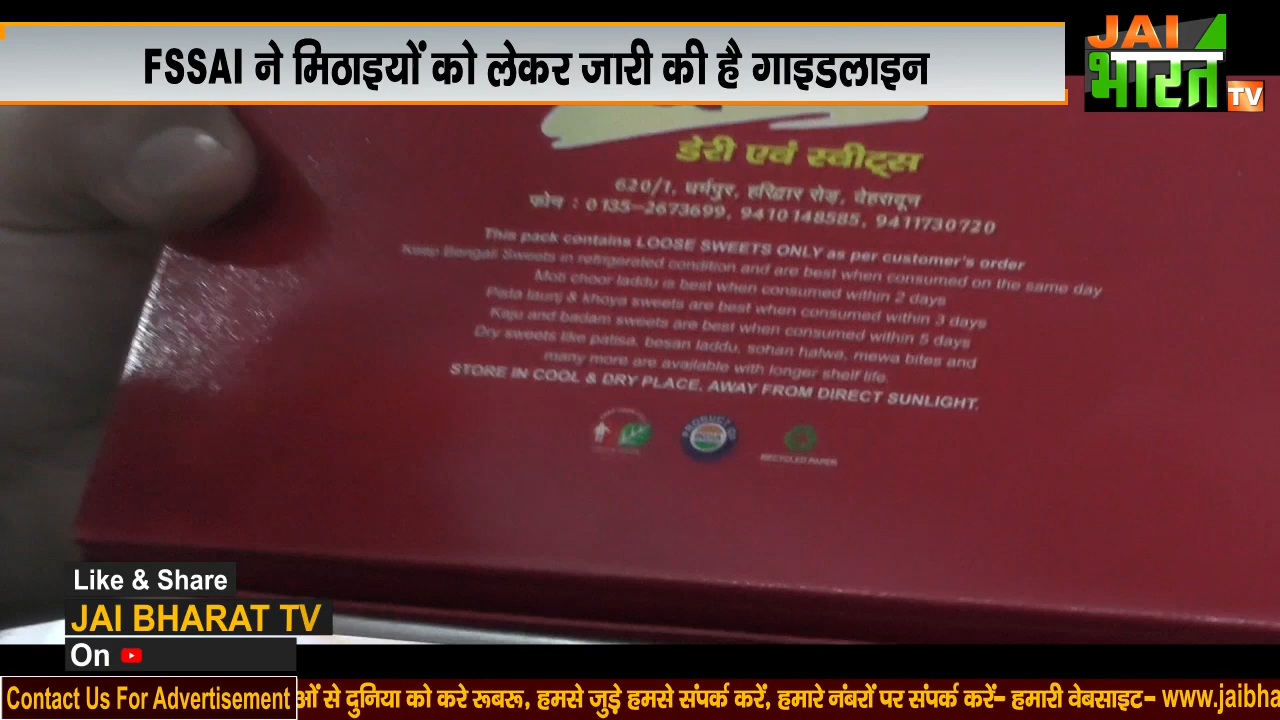 FSSAI ने मिठाइयों को लेकर जारी की है गाइडलाइन
JAI
भारत
TV
डेरी एवं स्वीट्स
620/1, धर्मपुर, हरिद्वार रोड़, देहरादून
फोन : 0135-2673699, 9410148585, 9411730720
This pack contains LOOSE SWEETS ONLY as per customer's order
Keep Bengali Sweets in refrigerated condition and are best when consumed on the same day
Moti choor laddu is best when consumed within 2 days
Pista launj & khoya sweets are best when consumed within 3 days
Kaju and badam sweets are best when consumed within 5 days
Dry sweets like patisa, besan laddu, sohan halwa, mewa bites and
many more are available with longer shelf life.
STORE IN COOL & DRY PLACE, AWAY FROM DIRECT SUNLIGHT.
PRODUCT OF
INDIA
RECYCLED PAPER
Like & Share
JAI BHARAT TV
On
Contact Us For Advertisement
ओं से दुनिया को करे रूबरू, हमसे जुड़े हमसे संपर्क करें, हमारे नंबरों पर संपर्क करें- हमारी वेबसाइट- www.jaibha